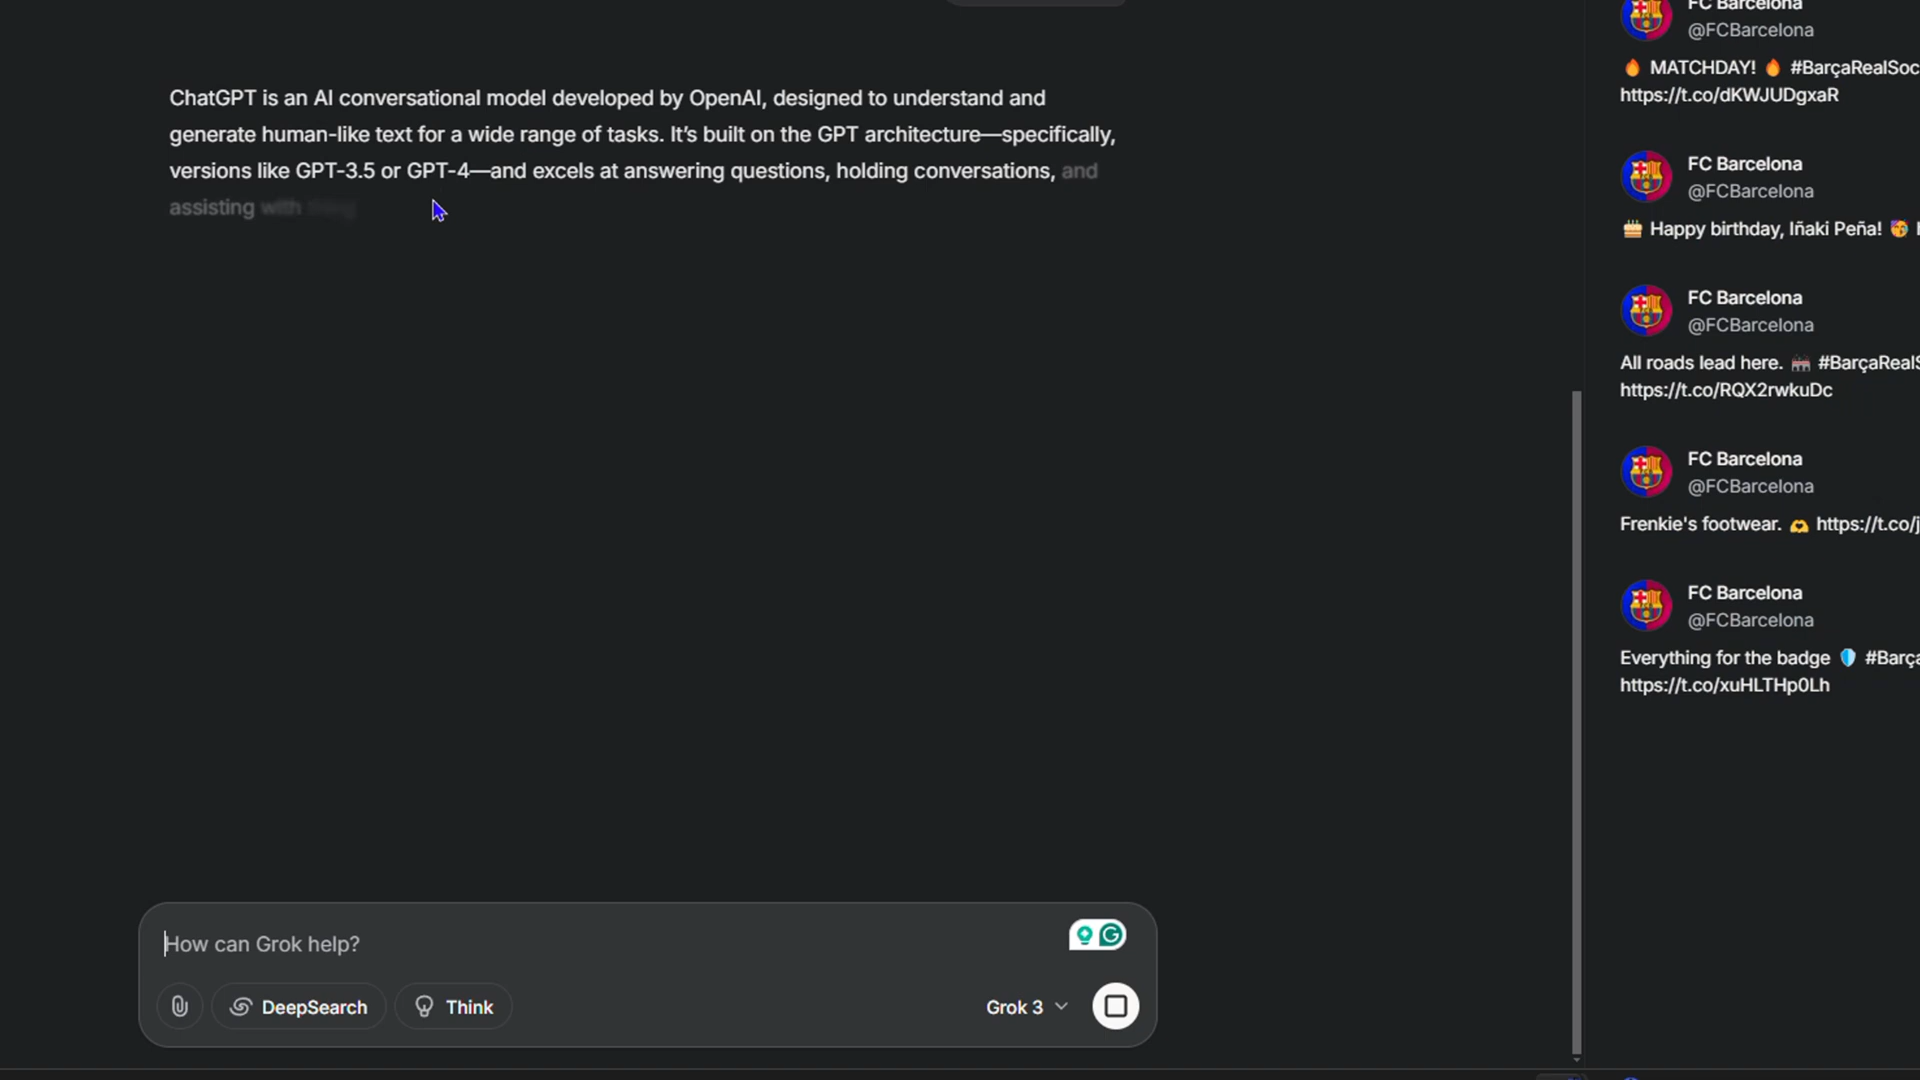 ChatGPT is an AI conversational model developed by OpenAI, designed to understand and
generate human-like text for a wide range of tasks. It’s built on the GPT architecture—specifically,
versions like GPT-3.5 or GPT-4—and excels at answering questions, holding conversations, and
assisting with
How can Grok help?
DeepSearch
Think
Grok 3
FC Barcelona
@FCBarcelona
🔥 MATCHDAY! 🔥 #BarçaRealSoc
https://t.co/dKWJUDgxaR
FC Barcelona
@FCBarcelona
🎂 Happy birthday, Iñaki Peña! 🥳
FC Barcelona
@FCBarcelona
All roads lead here. 🏟️ #BarçaRealS
https://t.co/RQX2rwkuDc
FC Barcelona
@FCBarcelona
Frenkie's footwear. 🫶 https://t.co/j
FC Barcelona
@FCBarcelona
Everything for the badge 🛡️ #Barça
https://t.co/xuHLTHp0Lh